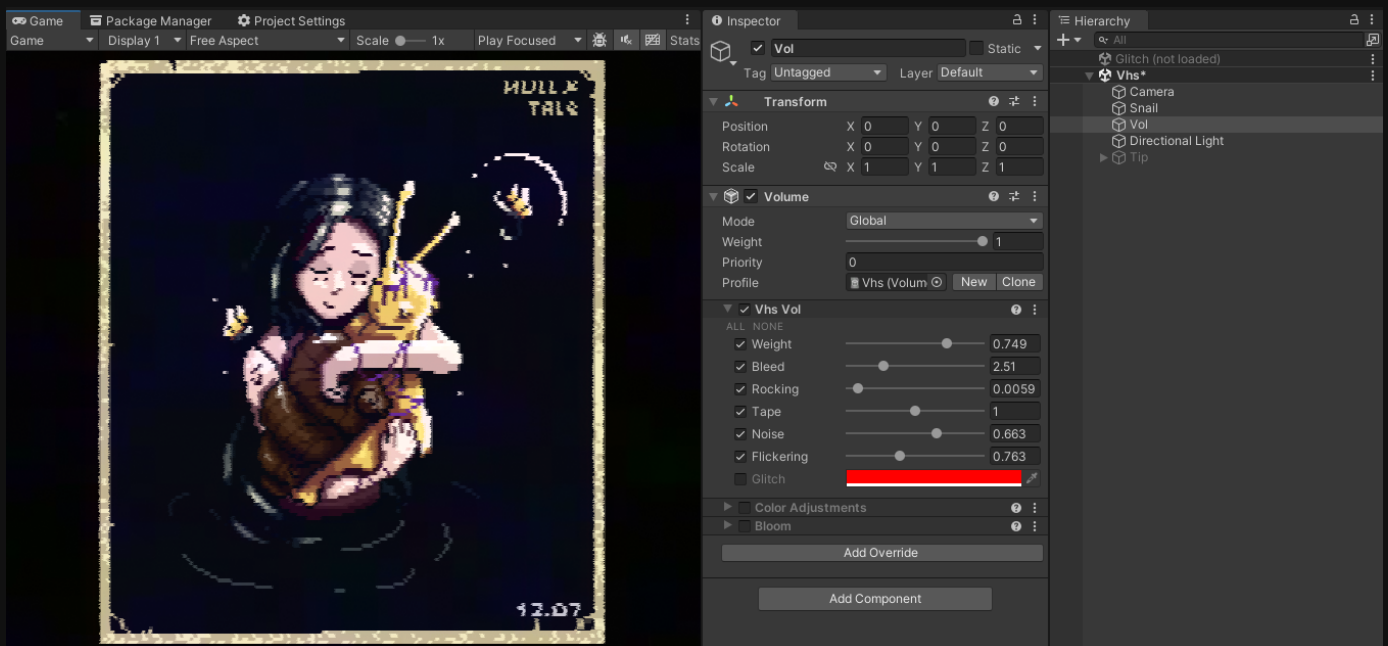 Game
Package Manager
Project Settings
Game
Display 1
Free Aspect
Scale
1x
Play Focused
Stats
NULL
TALE
12.07
Inspector
Vol
Static
Tag
Untagged
Layer
Default
Transform
Position
X
0
Y
0
Z
0
Rotation
X
0
Y
0
Z
0
Scale
X
1
Y
1
Z
1
Volume
Mode
Global
Weight
1
Priority
0
Profile
Vhs (Volum
New
Clone
Vhs Vol
ALL NONE
Weight
0.749
Bleed
2.51
Rocking
0.0059
Tape
1
Noise
0.663
Flickering
0.763
Glitch
Color Adjustments
Bloom
Add Override
Add Component
Hierarchy
All
Glitch (not loaded)
Vhs*
Camera
Snail
Vol
Directional Light
Tip